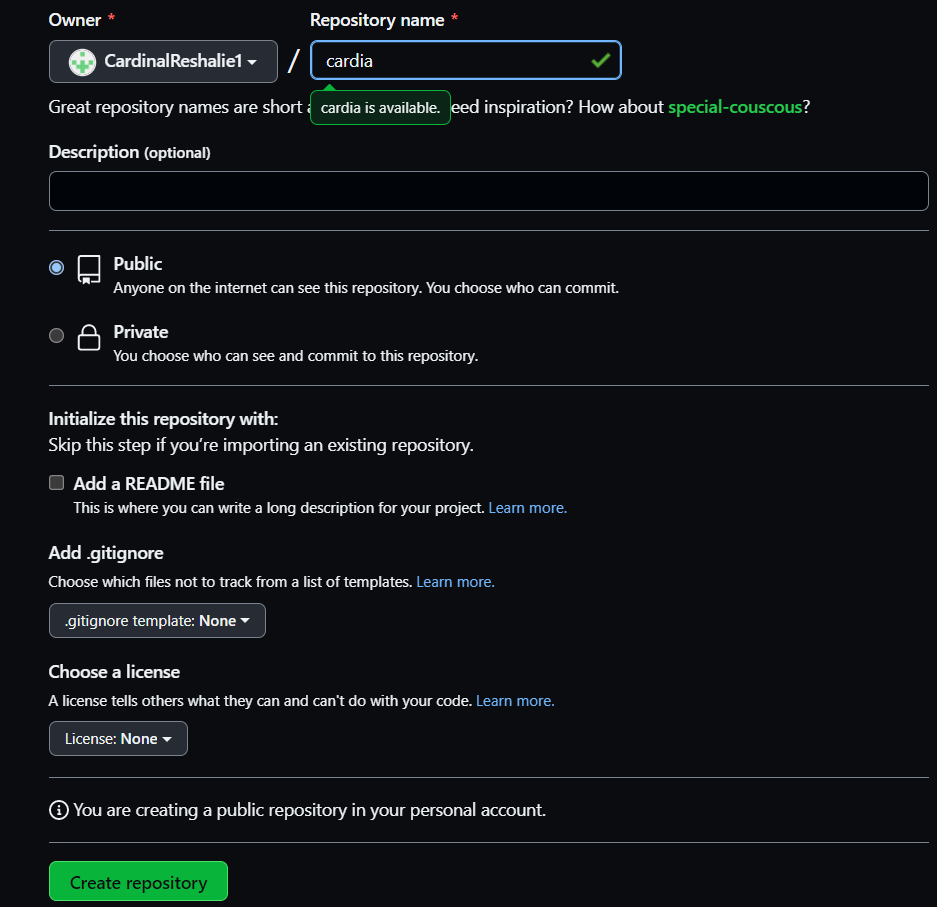 Owner * Repository name *
CardinalReshalie1 / cardia
Great repository names are short cardia is available. eed inspiration? How about special-couscous?
Description (optional)
Public
Anyone on the internet can see this repository. You choose who can commit.
Private
You choose who can see and commit to this repository.
Initialize this repository with:
Skip this step if you’re importing an existing repository.
Add a README file
This is where you can write a long description for your project. Learn more.
Add .gitignore
Choose which files not to track from a list of templates. Learn more.
.gitignore template: None
Choose a license
A license tells others what they can and can't do with your code. Learn more.
License: None
You are creating a public repository in your personal account.
Create repository